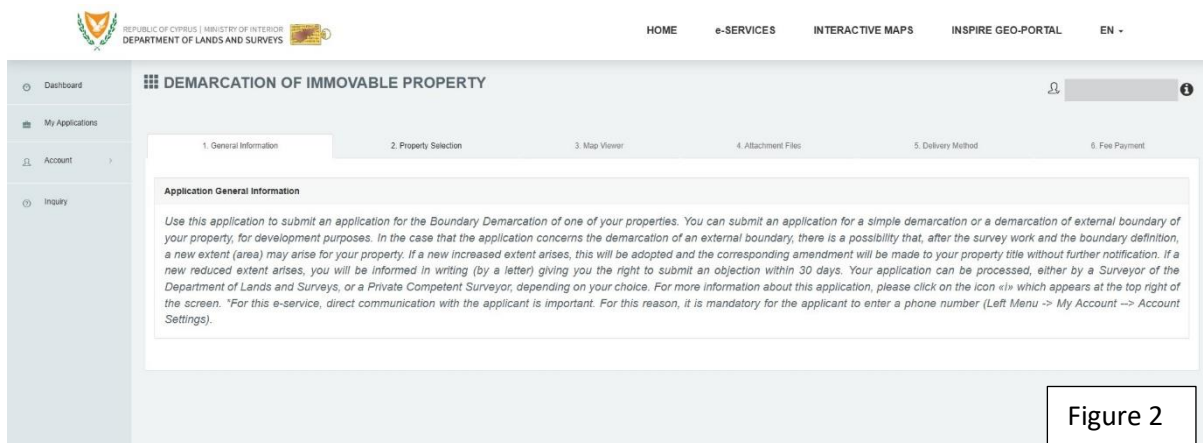 REPUBLIC OF CYPRUS | MINISTRY OF INTERIOR
DEPARTMENT OF LANDS AND SURVEYS
HOME
e-SERVICES
INTERACTIVE MAPS
INSPIRE GEO-PORTAL
EN
Dashboard
My Applications
Account
Inquiry
DEMARCATION OF IMMOVABLE PROPERTY
1. General Information
2. Property Selection
3. Map Viewer
4. Attachment Files
5. Delivery Method
6. Fee Payment
Application General Information
Use this application to submit an application for the Boundary Demarcation of one of your properties. You can submit an application for a simple demarcation or a demarcation of external boundary of
your property, for development purposes. In the case that the application concerns the demarcation of an external boundary, there is a possibility that, after the survey work and the boundary definition,
a new extent (area) may arise for your property. If a new increased extent arises, this will be adopted and the corresponding amendment will be made to your property title without further notification. If a
new reduced extent arises, you will be informed in writing (by a letter) giving you the right to submit an objection within 30 days. Your application can be processed, either by a Surveyor of the
Department of Lands and Surveys, or a Private Competent Surveyor, depending on your choice. For more information about this application, please click on the icon «i» which appears at the top right of
the screen. *For this e-service, direct communication with the applicant is important. For this reason, it is mandatory for the applicant to enter a phone number (Left Menu -> My Account --> Account
Settings).
Figure 2